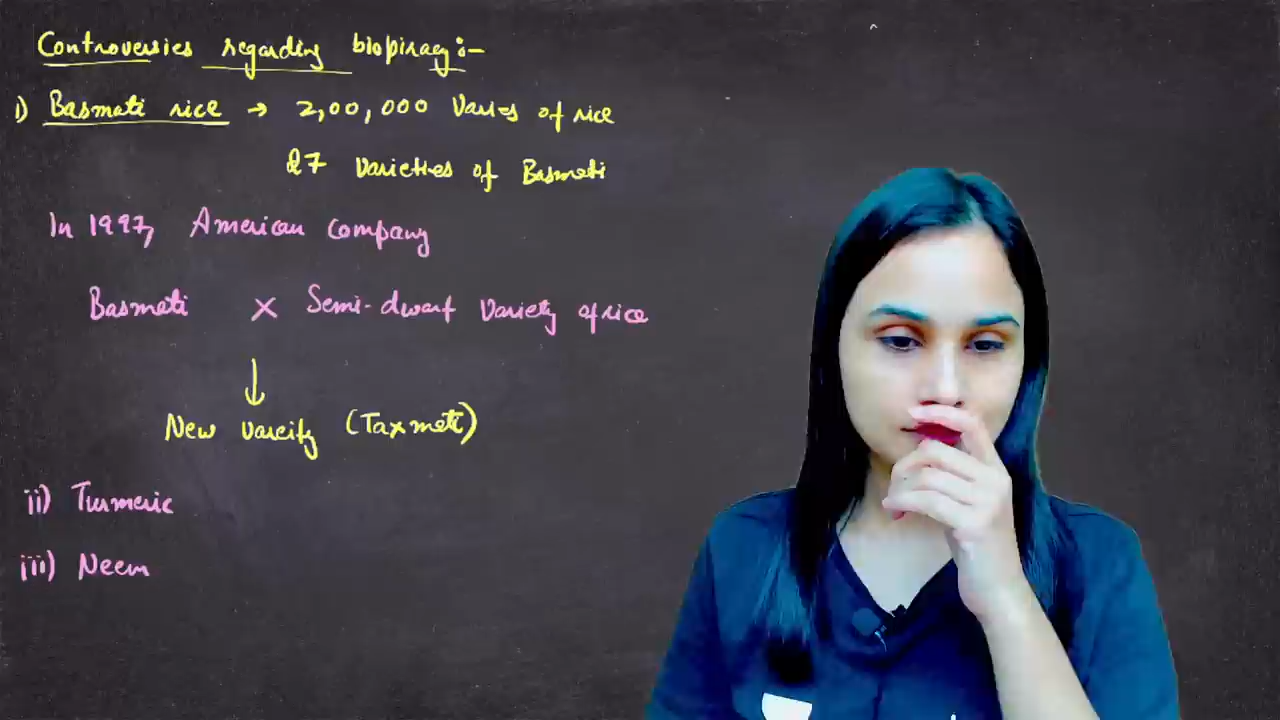 Controversies regarding biopiracy:-
i) Basmati rice → 2,00,000 Varies of rice
27 Varieties of Basmati
In 1997, American company
Basmati × Semi-dwarf Variety of rice
↓
New Vareity (Taxmati)
ii) Turmeric
iii) Neem